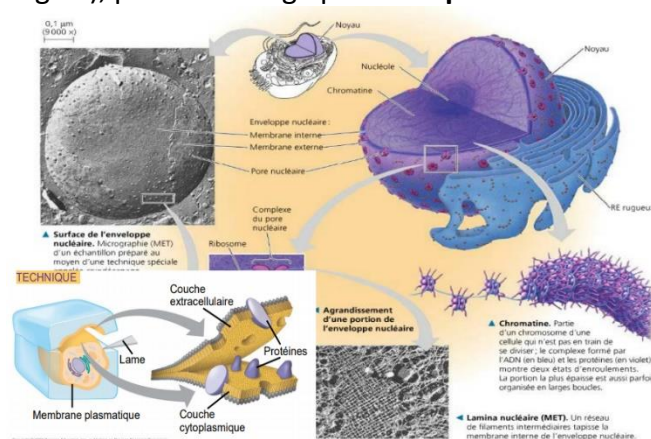 0,1 µm
(9 000 x)
Noyau
Noyau
Nucléole
Chromatine
Enveloppe nucléaire :
Membrane interne
Membrane externe
Pore nucléaire
RE rugueux
Complexe
du pore
nucléaire
Ribosome
▲ Surface de l'enveloppe
nucléaire. Micrographie (MET)
d'un échantillon préparé au
moyen d'une technique spéciale
TECHNIQUE
Couche
extracellulaire
Protéines
Lame
Membrane plasmatique
Couche
cytoplasmique
◄ Agrandissement
d'une portion de
l'enveloppe nucléaire
▲ Chromatine. Partie
d'un chromosome d'une
cellule qui n'est pas en train de
se diviser ; le complexe formé par
l'ADN (en bleu) et les protéines (en violet)
montre deux états d'enroulements.
La portion la plus épaisse est aussi parfois
organisée en larges boucles.
◄ Lamina nucléaire (MET). Un réseau
de filaments intermédiaires tapisse la
membrane interne de l'enveloppe nucléaire.